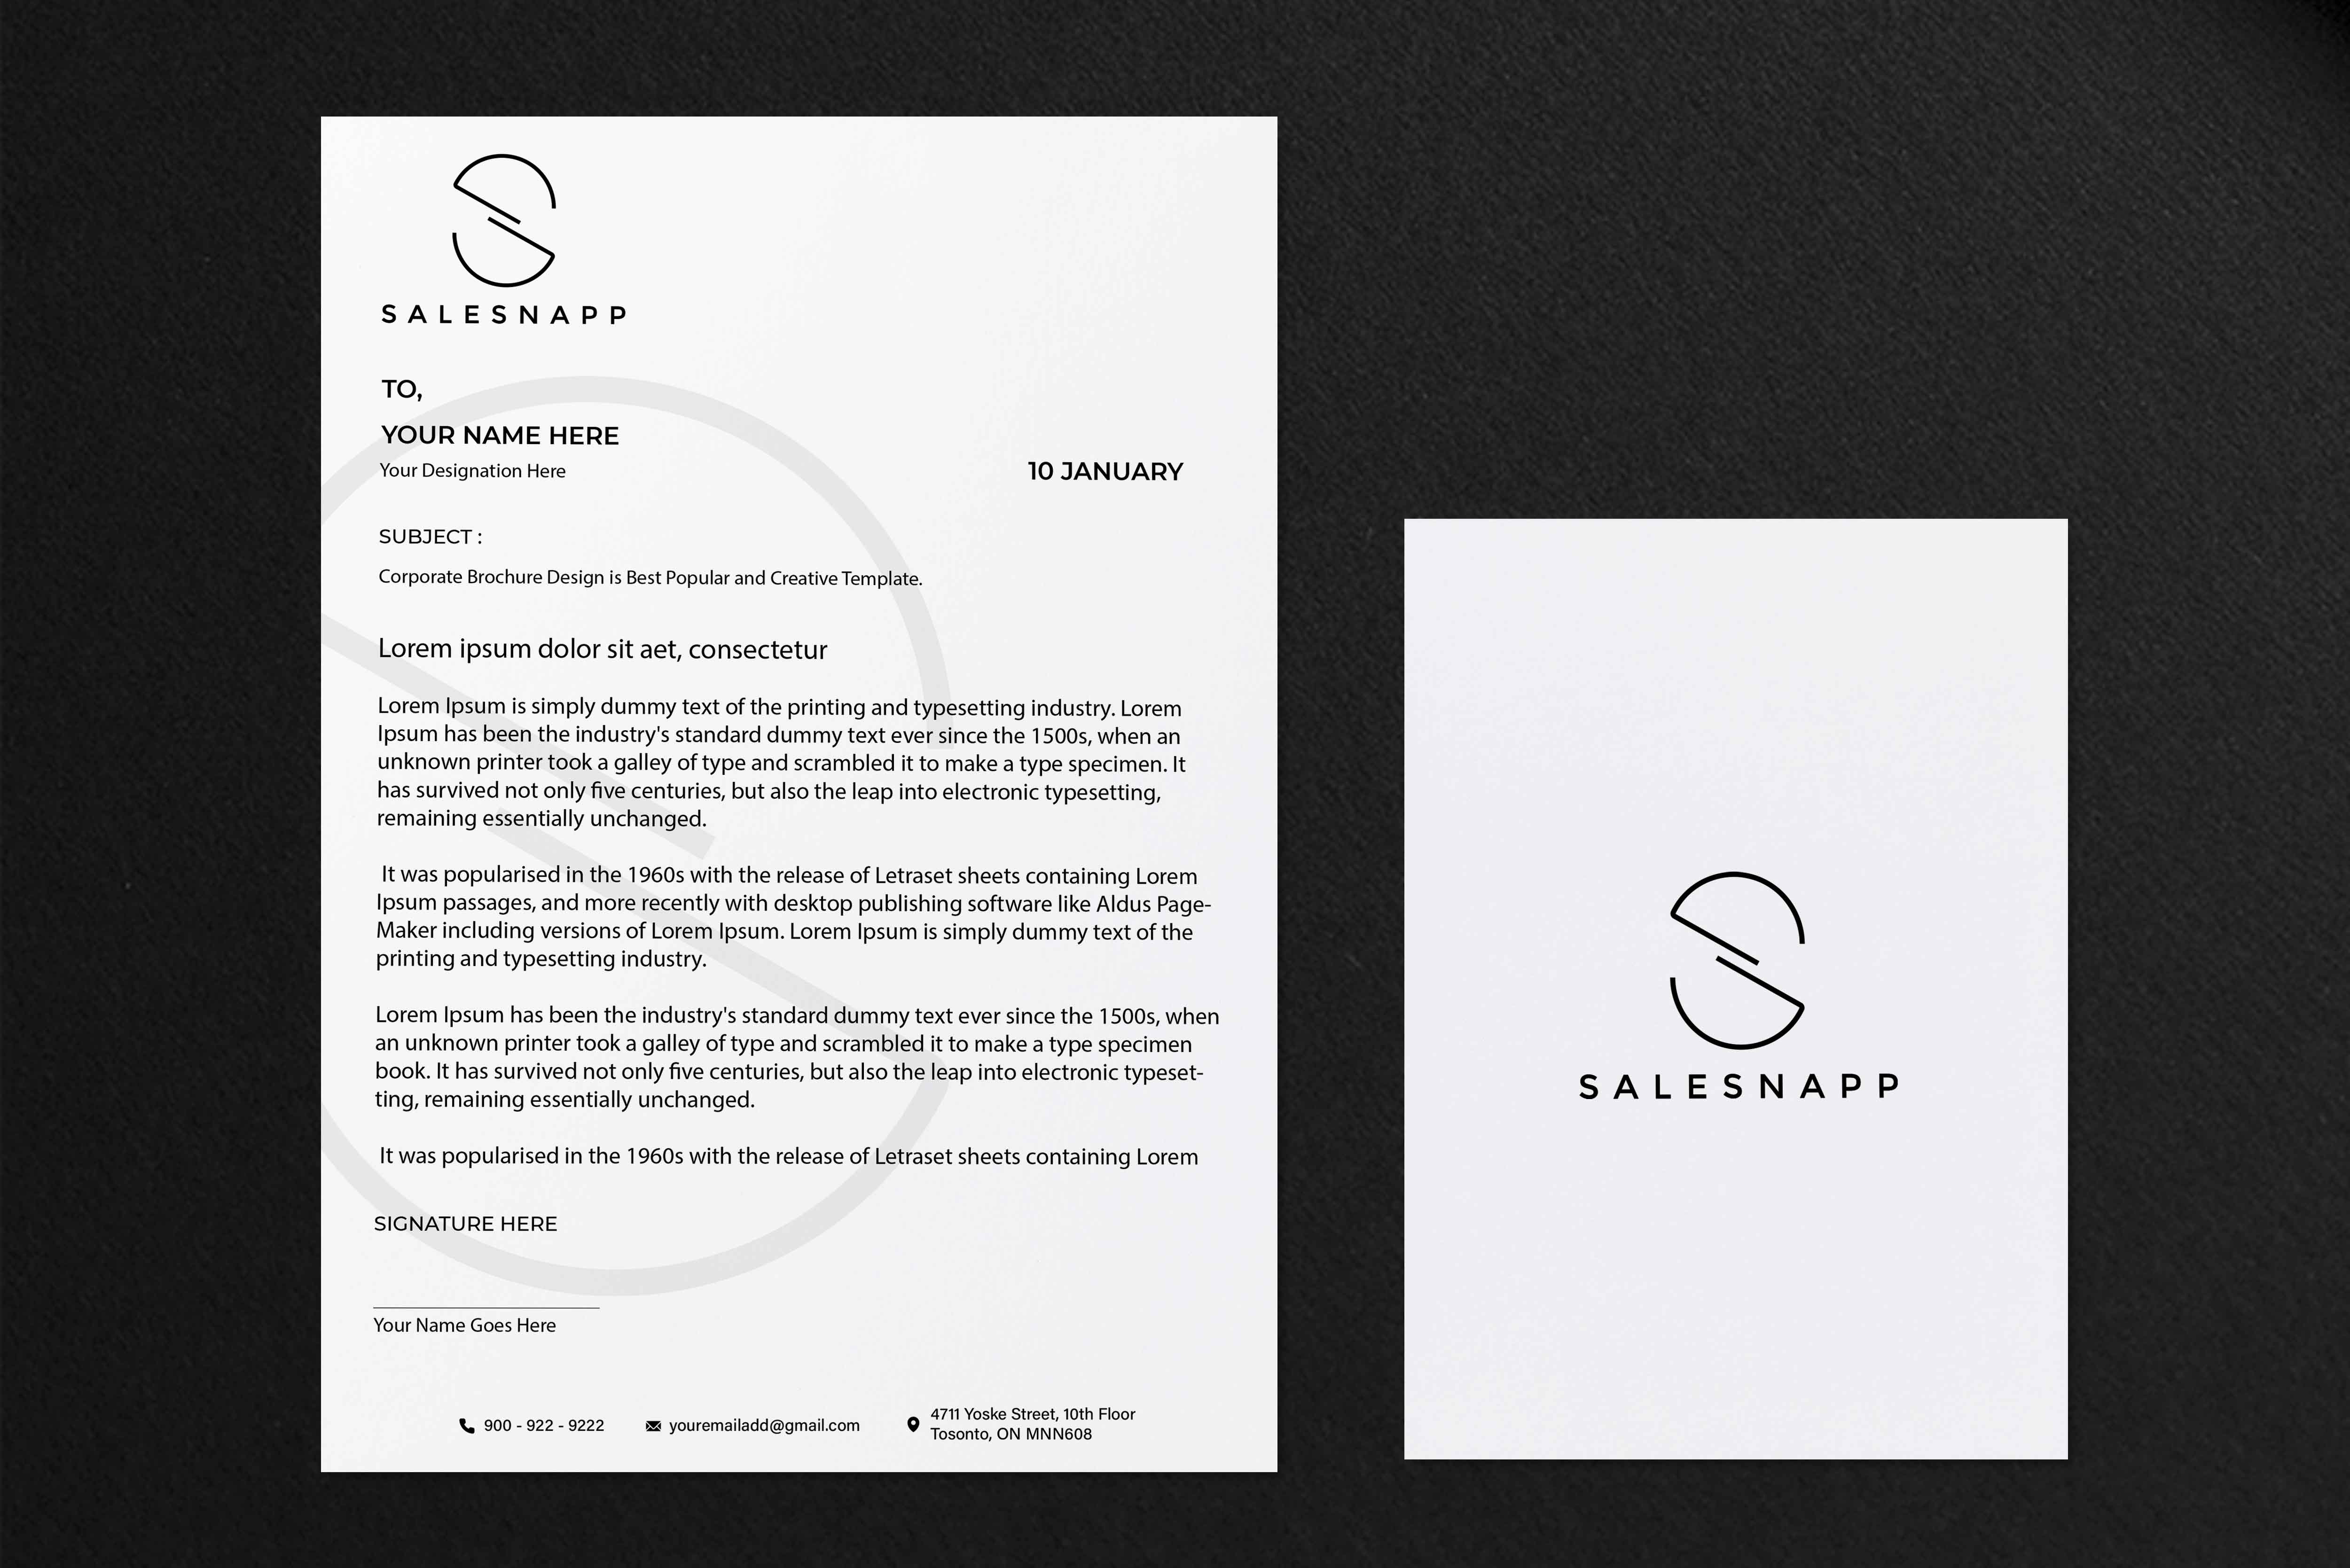 SALESNAPP
TO,
YOUR NAME HERE
Your Designation Here
10 JANUARY
SUBJECT :
Corporate Brochure Design is Best Popular and Creative Template.
Lorem ipsum dolor sit aet, consectetur
Lorem Ipsum is simply dummy text of the printing and typesetting industry. Lorem
Ipsum has been the industry's standard dummy text ever since the 1500s, when an
unknown printer took a galley of type and scrambled it to make a type specimen. It
has survived not only five centuries, but also the leap into electronic typesetting,
remaining essentially unchanged.
It was popularised in the 1960s with the release of Letraset sheets containing Lorem
Ipsum passages, and more recently with desktop publishing software like Aldus Page-
Maker including versions of Lorem Ipsum. Lorem Ipsum is simply dummy text of the
printing and typesetting industry.
Lorem Ipsum has been the industry's standard dummy text ever since the 1500s, when
an unknown printer took a galley of type and scrambled it to make a type specimen
book. It has survived not only five centuries, but also the leap into electronic typeset-
ting, remaining essentially unchanged.
It was popularised in the 1960s with the release of Letraset sheets containing Lorem
SIGNATURE HERE
Your Name Goes Here
900 - 922 - 9222
youremailadd@gmail.com
4711 Yoske Street, 10th Floor
Tosonto, ON MNN608
SALESNAPP